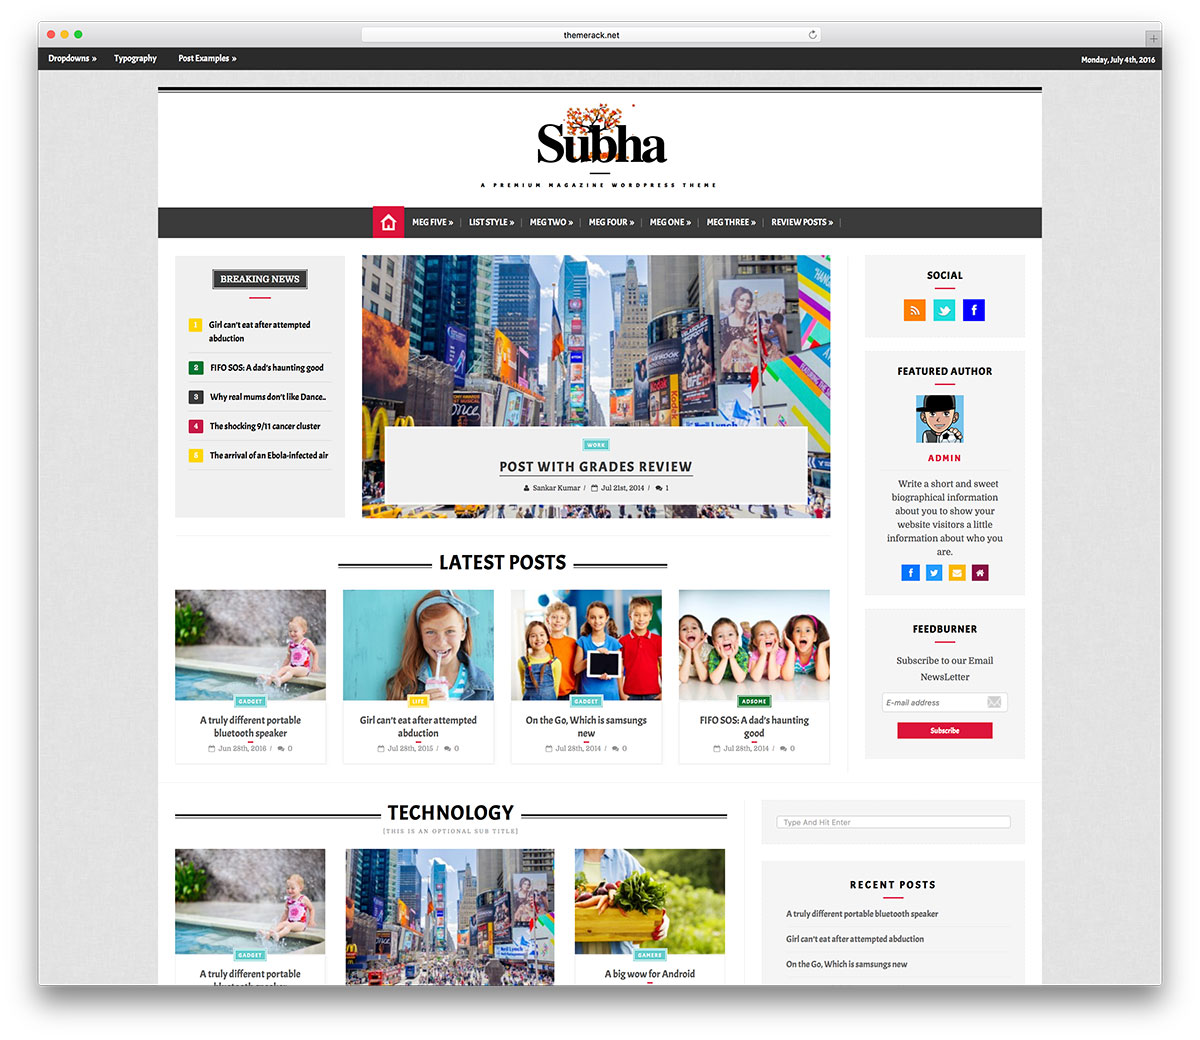 themerack.net
Dropdowns »
Typography
Post Examples »
Monday, July 4th, 2016
Subha
A PREMIUM MAGAZINE WORDPRESS THEME
MEG FIVE » | LIST STYLE » | MEG TWO » | MEG FOUR » | MEG ONE » | MEG THREE » | REVIEW POSTS » |
BREAKING NEWS
1 Girl can't eat after attempted
abduction
2 FIFO SOS: A dad's haunting good
3 Why real mums don't like Dance..
4 The shocking 9/11 cancer cluster
5 The arrival of an Ebola-infected air
Kodak
UFC
once
WORK
POST WITH GRADES REVIEW
Sankar Kumar / Jul 21st, 2014 / 1
SOCIAL
FEATURED AUTHOR
ADMIN
Write a short and sweet
biographical information
about you to show your
website visitors a little
information about who you
are.
FEEDBURNER
Subscribe to our Email
NewsLetter
E-mail address
Subscribe
LATEST POSTS
GADGET
A truly different portable
bluetooth speaker
Jun 28th, 2016 / 0
LIFE
Girl can't eat after attempted
abduction
Jul 28th, 2015 / 0
GADGET
On the Go, Which is samsungs
new
Jul 28th, 2014 / 0
ADSOME
FIFO SOS: A dad's haunting
good
Jul 28th, 2014 / 0
TECHNOLOGY
[THIS IS AN OPTIONAL SUB TITLE]
GADGET
A truly different portable
bluetooth speaker
GAMERS
A big wow for Android
Type And Hit Enter
RECENT POSTS
A truly different portable bluetooth speaker
Girl can't eat after attempted abduction
On the Go, Which is samsungs new